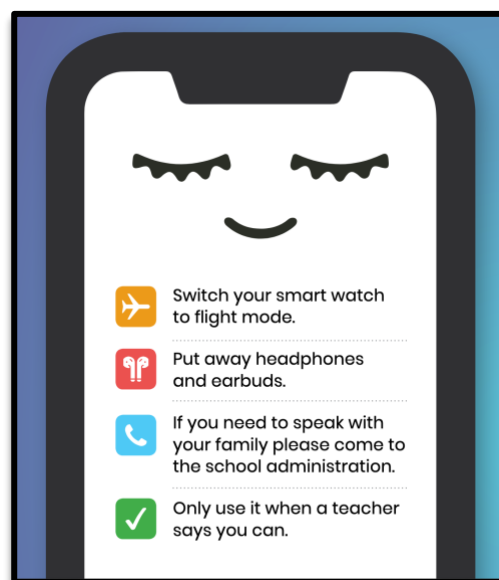 Switch your smart watch
to flight mode.
Put away headphones
and earbuds.
If you need to speak with
your family please come to
the school administration.
Only use it when a teacher
says you can.